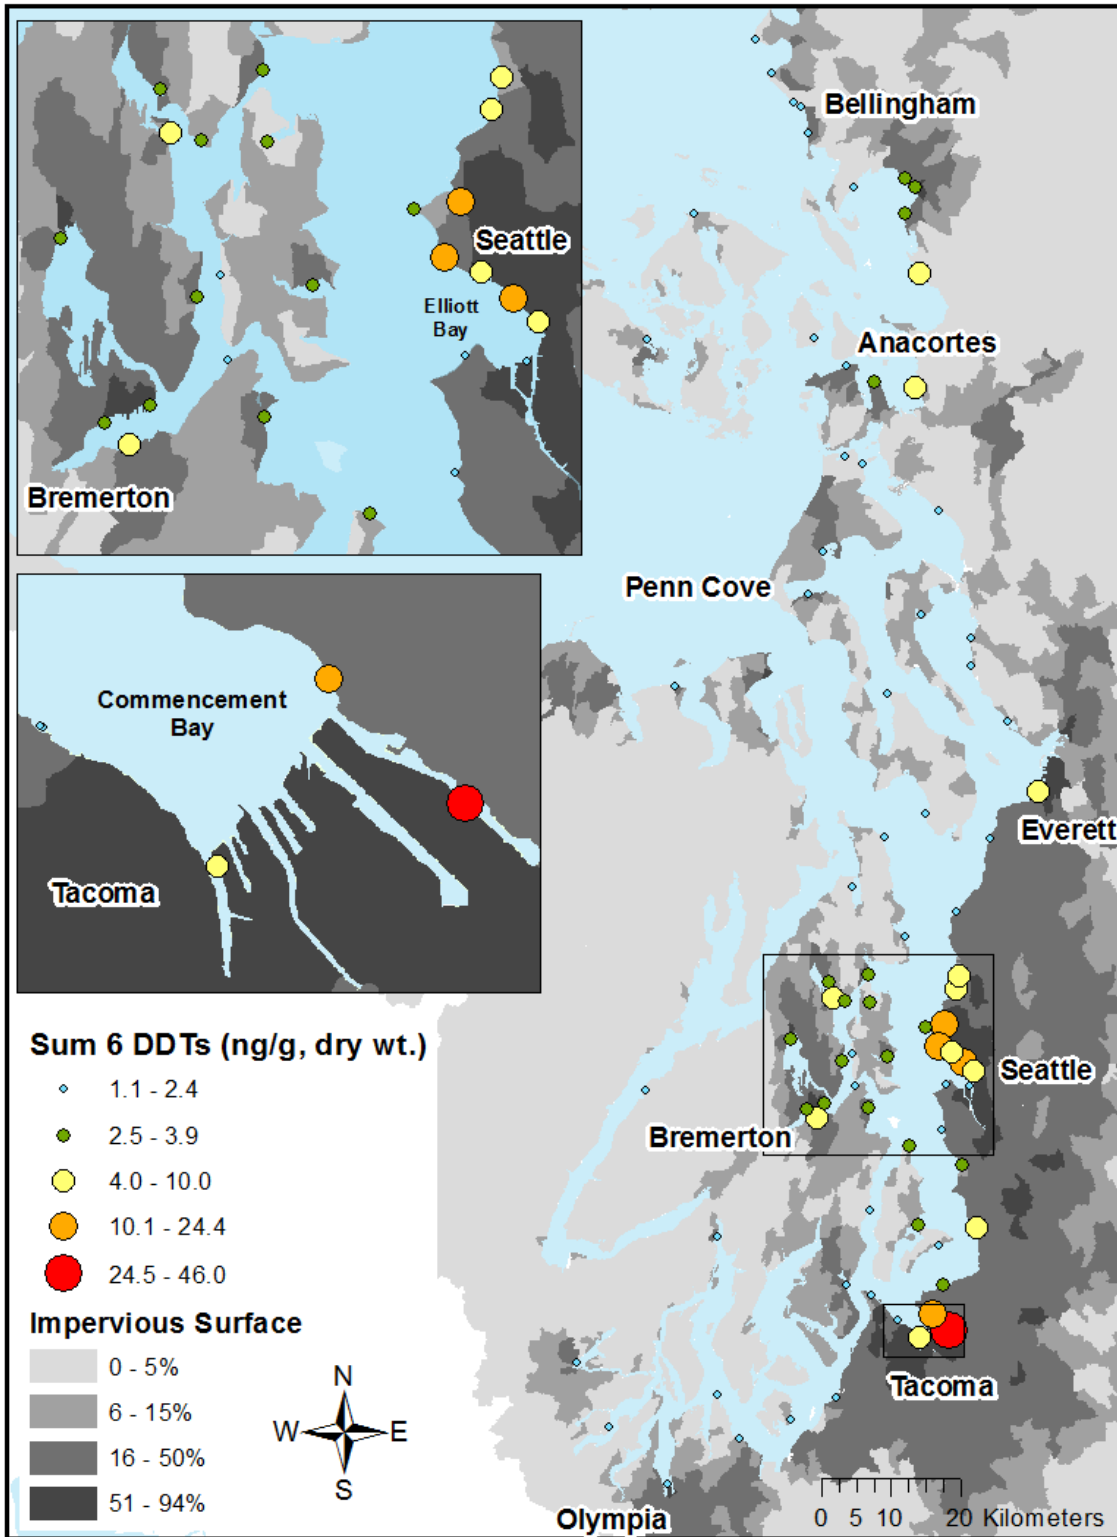 Bellingham
Seattle
Elliott
Bay
Bremerton
Anacortes
Penn Cove
Commencement
Bay
Tacoma
Everett
Seattle
Bremerton
Tacoma
Olympia
Sum 6 DDTs (ng/g, dry wt.)
1.1 - 2.4
2.5 - 3.9
4.0 - 10.0
10.1 - 24.4
24.5 - 46.0
Impervious Surface
0 - 5%
6 - 15%
16 - 50%
51 - 94%
N
W E
S
0 5 10 20 Kilometers